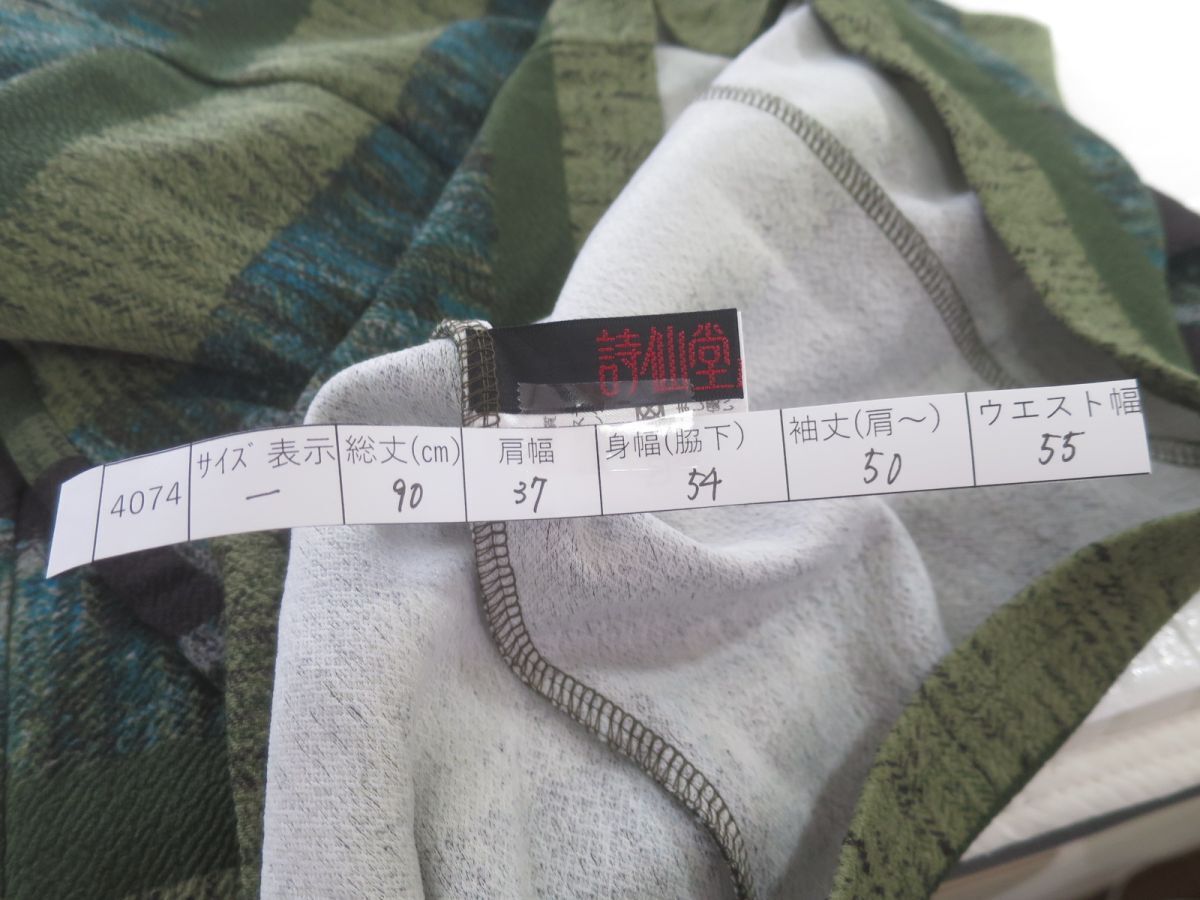 詩仙堂
4074
ｻｲｽﾞ 表示
総丈(cm)
肩幅
身幅(脇下)
袖丈(肩～)
ウエスト幅
ー
90
37
54
50
55